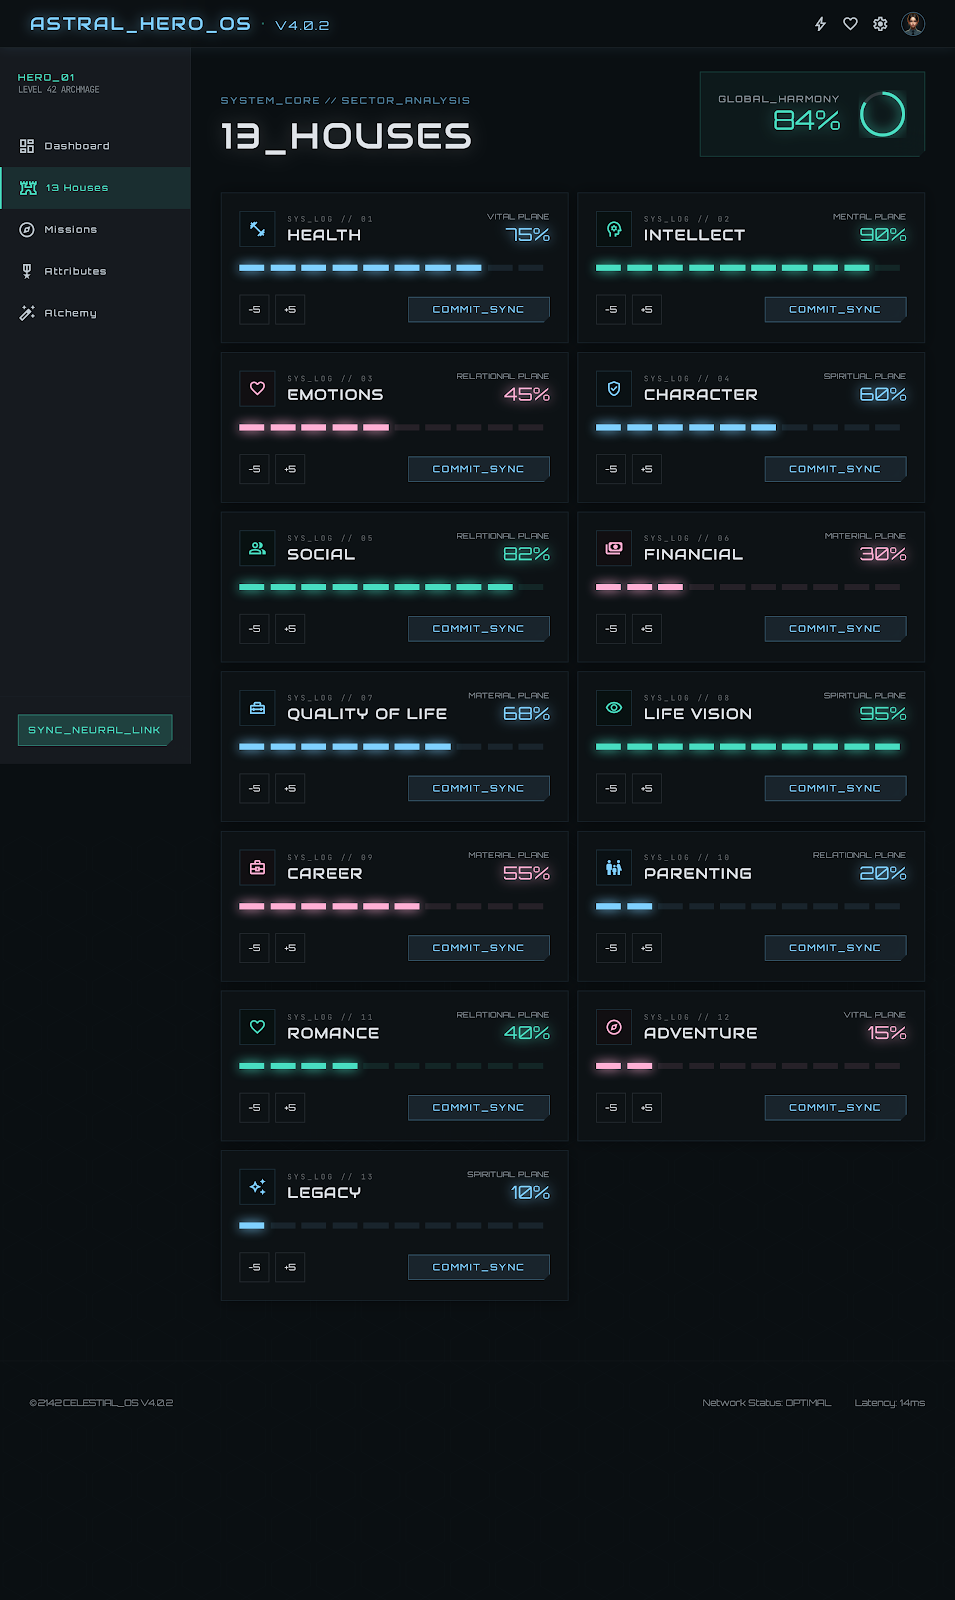 ASTRAL_HERO_OS · V4.0.2
HERO_01
LEVEL 42 ARCHMAGE
Dashboard
13 Houses
Missions
Attributes
Alchemy
SYNC_NEURAL_LINK
SYSTEM_CORE // SECTOR_ANALYSIS
13_HOUSES
GLOBAL_HARMONY
84%
SYS_LOG // 01
HEALTH
VITAL PLANE
75%
-5 +5 COMMIT_SYNC
SYS_LOG // 02
INTELLECT
MENTAL PLANE
90%
-5 +5 COMMIT_SYNC
SYS_LOG // 03
EMOTIONS
RELATIONAL PLANE
45%
-5 +5 COMMIT_SYNC
SYS_LOG // 04
CHARACTER
SPIRITUAL PLANE
60%
-5 +5 COMMIT_SYNC
SYS_LOG // 05
SOCIAL
RELATIONAL PLANE
82%
-5 +5 COMMIT_SYNC
SYS_LOG // 06
FINANCIAL
MATERIAL PLANE
30%
-5 +5 COMMIT_SYNC
SYS_LOG // 07
QUALITY OF LIFE
MATERIAL PLANE
68%
-5 +5 COMMIT_SYNC
SYS_LOG // 08
LIFE VISION
SPIRITUAL PLANE
95%
-5 +5 COMMIT_SYNC
SYS_LOG // 09
CAREER
MATERIAL PLANE
55%
-5 +5 COMMIT_SYNC
SYS_LOG // 10
PARENTING
RELATIONAL PLANE
20%
-5 +5 COMMIT_SYNC
SYS_LOG // 11
ROMANCE
RELATIONAL PLANE
40%
-5 +5 COMMIT_SYNC
SYS_LOG // 12
ADVENTURE
VITAL PLANE
15%
-5 +5 COMMIT_SYNC
SYS_LOG // 13
LEGACY
SPIRITUAL PLANE
10%
-5 +5 COMMIT_SYNC
©2142 CELESTIAL_OS V4.0.2
Network Status: OPTIMAL
Latency: 14ms